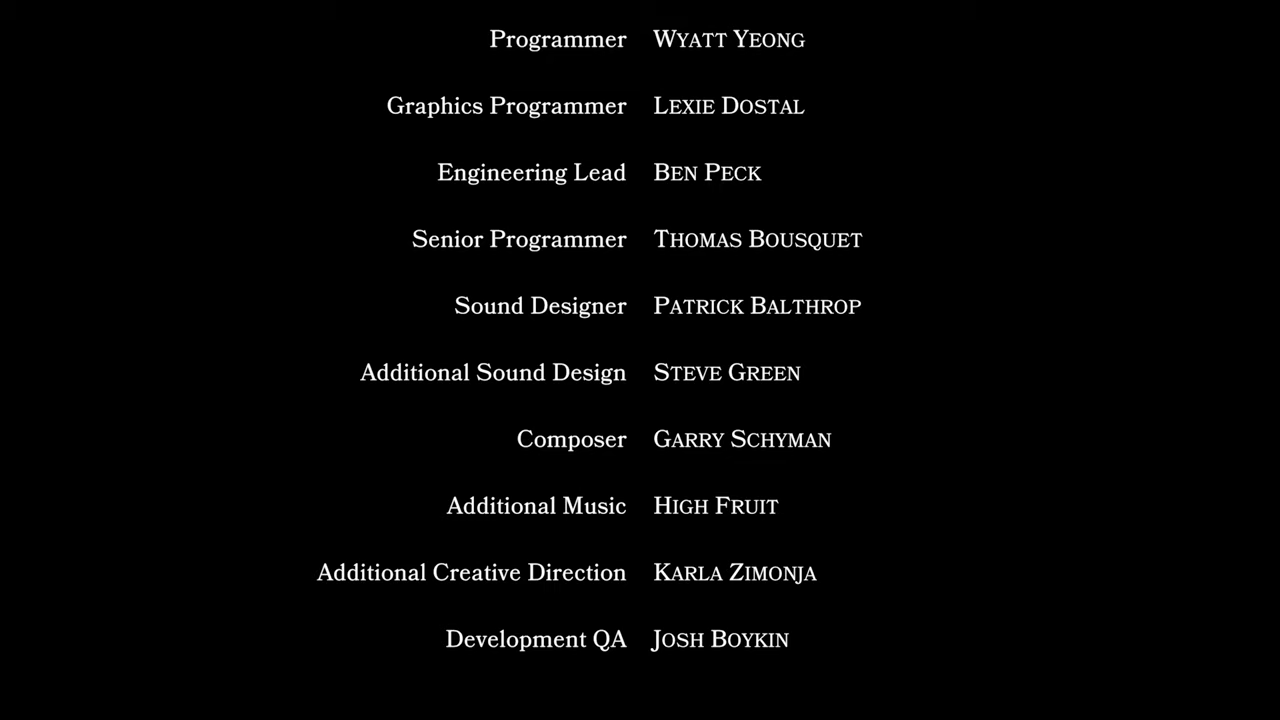 Programmer Wyatt Yeong
Graphics Programmer Lexie Dostal
Engineering Lead Ben Peck
Senior Programmer Thomas Bousquet
Sound Designer Patrick Balthrop
Additional Sound Design Steve Green
Composer Garry Schyman
Additional Music High Fruit
Additional Creative Direction Karla Zimonja
Development QA Josh Boykin